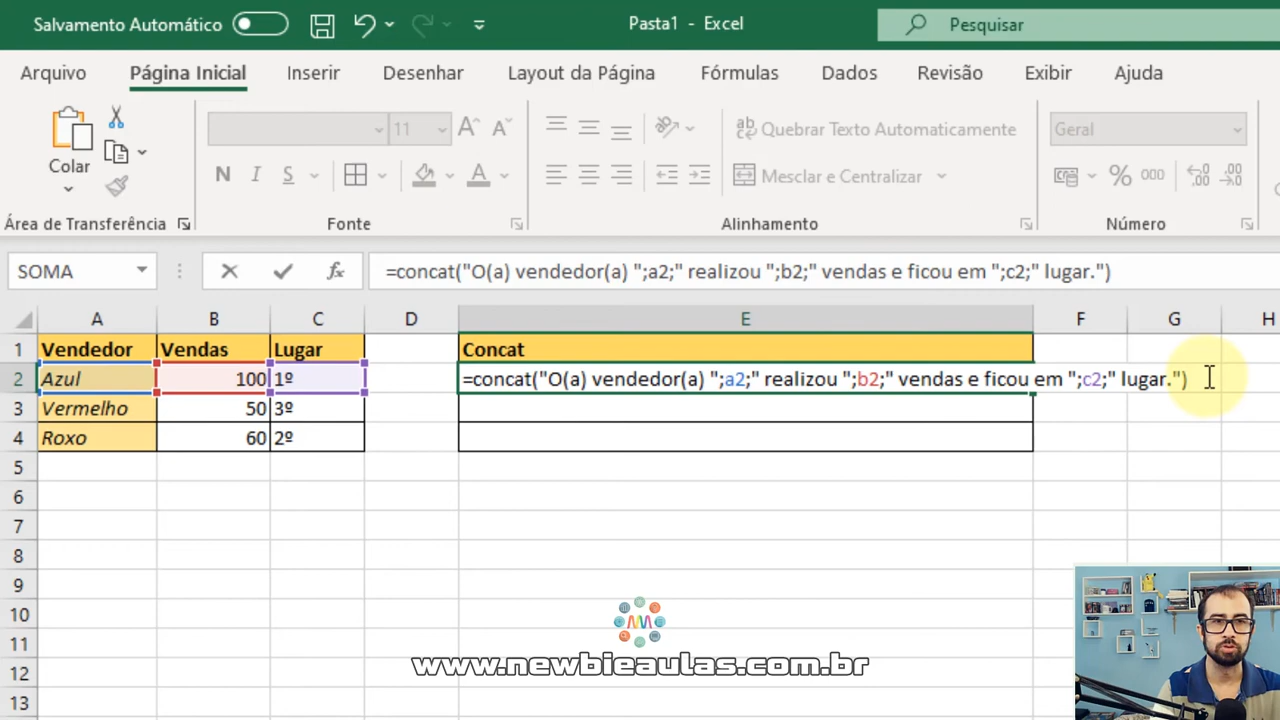 Salvamento Automático
Pasta1 - Excel
Pesquisar
Arquivo Página Inicial Inserir Desenhar Layout da Página Fórmulas Dados Revisão Exibir Ajuda
Colar
N I S
11
A A
A
ab Quebrar Texto Automaticamente
Mesclar e Centralizar
Geral
% 000
Área de Transferência Fonte Alinhamento Número
SOMA fx =concat("O(a) vendedor(a) ";a2;" realizou ";b2;" vendas e ficou em ";c2;" lugar.")
A B C D E F G H
1 Vendedor Vendas Lugar Concat
2 Azul 100 1º =concat("O(a) vendedor(a) ";a2;" realizou ";b2;" vendas e ficou em ";c2;" lugar.")
3 Vermelho 50 3º
4 Roxo 60 2º
5
6
7
8
9
10
11
12
13
www.newbieaulas.com.br